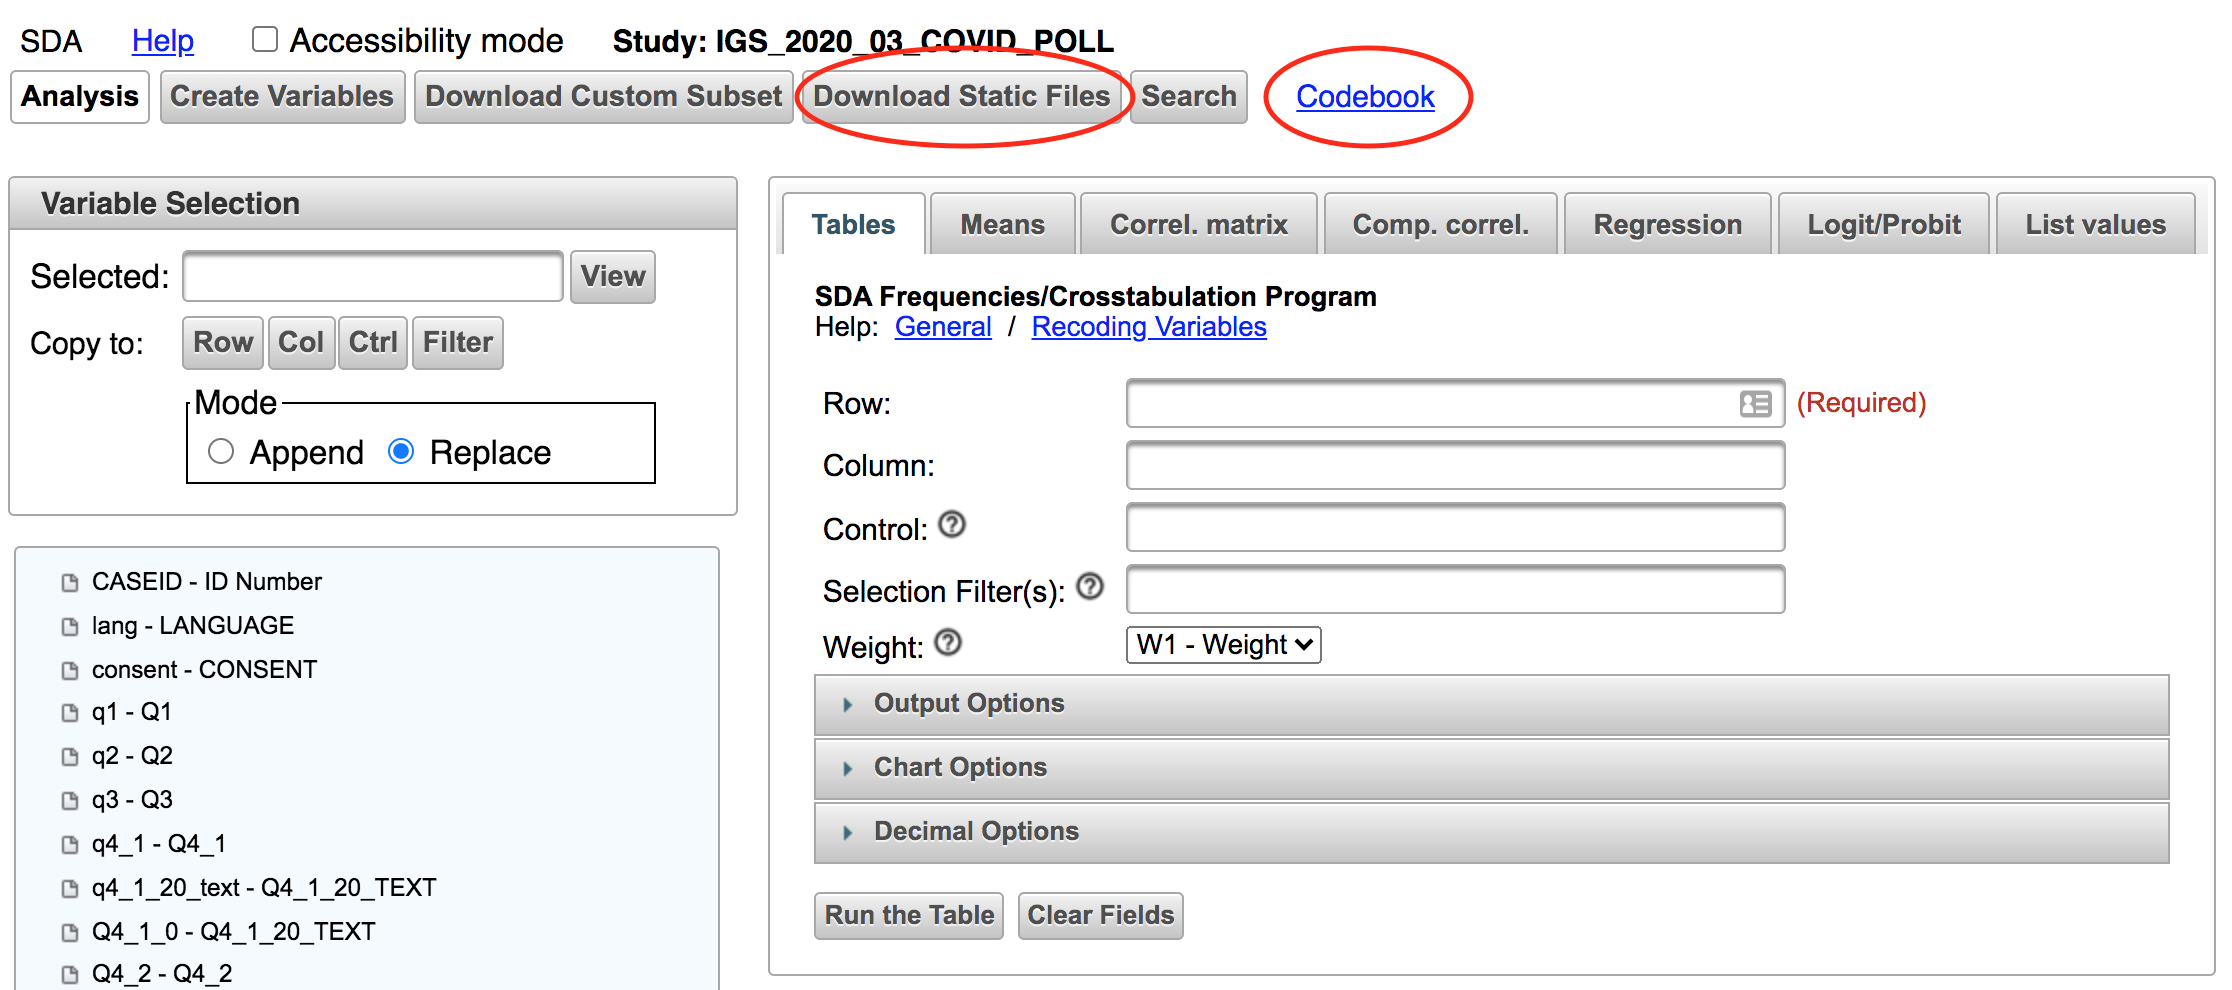 SDA Help Accessibility mode Study: IGS_2020_03_COVID_POLL
Analysis Create Variables Download Custom Subset Download Static Files Search Codebook
Variable Selection
Selected: View
Copy to: Row Col Ctrl Filter
Mode
Append Replace
CASEID - ID Number
lang - LANGUAGE
consent - CONSENT
q1 - Q1
q2 - Q2
q3 - Q3
q4_1 - Q4_1
q4_1_20_text - Q4_1_20_TEXT
Q4_1_0 - Q4_1_20_TEXT
Q4_2 - Q4_2
Tables Means Correl. matrix Comp. correl. Regression Logit/Probit List values
SDA Frequencies/Crosstabulation Program
Help: General / Recoding Variables
Row: (Required)
Column:
Control: ?
Selection Filter(s): ?
Weight: ? W1 - Weight
Output Options
Chart Options
Decimal Options
Run the Table Clear Fields